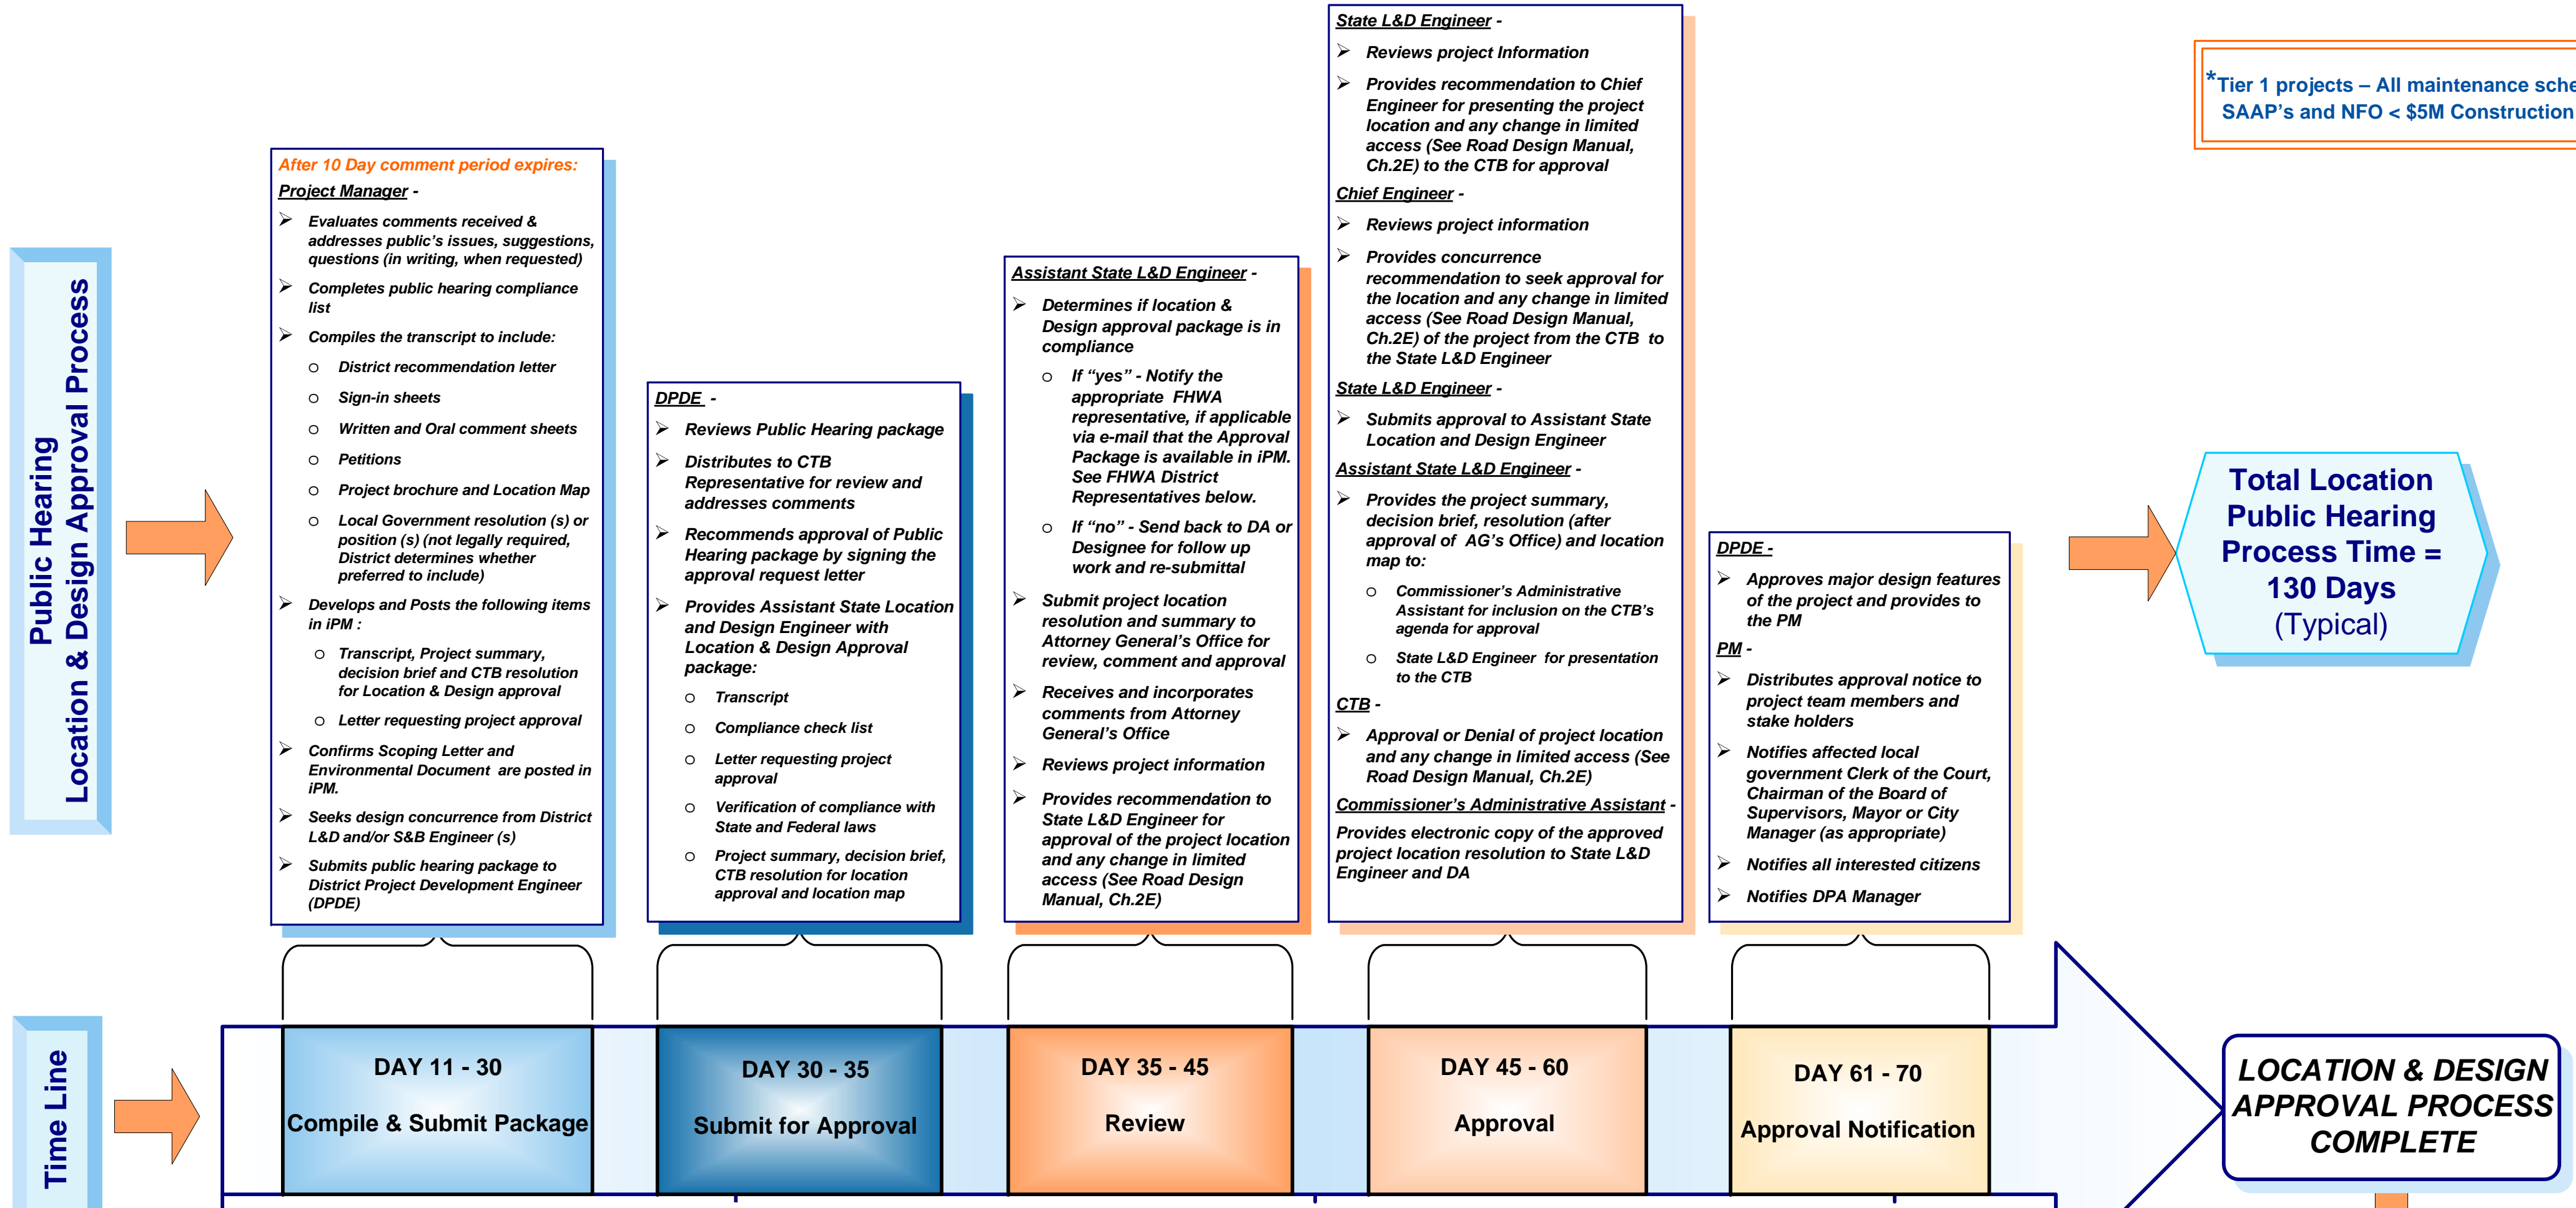 Public Hearing
Location & Design Approval Process
After 10 Day comment period expires:
Project Manager -
➢ Evaluates comments received &
addresses public's issues, suggestions,
questions (in writing, when requested)
➢ Completes public hearing compliance
list
➢ Compiles the transcript to include:
o District recommendation letter
o Sign-in sheets
o Written and Oral comment sheets
o Petitions
o Project brochure and Location Map
o Local Government resolution (s) or
position (s) (not legally required,
District determines whether
preferred to include)
➢ Develops and Posts the following items
in iPM :
o Transcript, Project summary,
decision brief and CTB resolution
for Location & Design approval
o Letter requesting project approval
➢ Confirms Scoping Letter and
Environmental Document are posted in
iPM.
➢ Seeks design concurrence from District
L&D and/or S&B Engineer (s)
➢ Submits public hearing package to
District Project Development Engineer
(DPDE)
DPDE -
➢ Reviews Public Hearing package
➢ Distributes to CTB
Representative for review and
addresses comments
➢ Recommends approval of Public
Hearing package by signing the
approval request letter
➢ Provides Assistant State Location
and Design Engineer with
Location & Design Approval
package:
o Transcript
o Compliance check list
o Letter requesting project
approval
o Verification of compliance with
State and Federal laws
o Project summary, decision brief,
CTB resolution for location
approval and location map
Assistant State L&D Engineer -
➢ Determines if location &
Design approval package is in
compliance
o If "yes" - Notify the
appropriate FHWA
representative, if applicable
via e-mail that the Approval
Package is available in iPM.
See FHWA District
Representatives below.
o If "no" - Send back to DA or
Designee for follow up
work and re-submittal
➢ Submit project location
resolution and summary to
Attorney General's Office for
review, comment and approval
➢ Receives and incorporates
comments from Attorney
General's Office
➢ Reviews project information
➢ Provides recommendation to
State L&D Engineer for
approval of the project location
and any change in limited
access (See Road Design
Manual, Ch.2E)
State L&D Engineer -
➢ Reviews project Information
➢ Provides recommendation to Chief
Engineer for presenting the project
location and any change in limited
access (See Road Design Manual,
Ch.2E) to the CTB for approval
Chief Engineer -
➢ Reviews project information
➢ Provides concurrence
recommendation to seek approval for
the location and any change in limited
access (See Road Design Manual,
Ch.2E) of the project from the CTB to
the State L&D Engineer
State L&D Engineer -
➢ Submits approval to Assistant State
Location and Design Engineer
Assistant State L&D Engineer -
➢ Provides the project summary,
decision brief, resolution (after
approval of AG's Office) and location
map to:
o Commissioner's Administrative
Assistant for inclusion on the CTB's
agenda for approval
o State L&D Engineer for presentation
to the CTB
CTB -
➢ Approval or Denial of project location
and any change in limited access (See
Road Design Manual, Ch.2E)
Commissioner's Administrative Assistant -
Provides electronic copy of the approved
project location resolution to State L&D
Engineer and DA
DPDE -
➢ Approves major design features
of the project and provides to
the PM
PM -
➢ Distributes approval notice to
project team members and
stake holders
➢ Notifies affected local
government Clerk of the Court,
Chairman of the Board of
Supervisors, Mayor or City
Manager (as appropriate)
➢ Notifies all interested citizens
➢ Notifies DPA Manager
*Tier 1 projects – All maintenance sche
SAAP's and NFO < $5M Construction
Total Location
Public Hearing
Process Time =
130 Days
(Typical)
Time Line
DAY 11 - 30
Compile & Submit Package
DAY 30 - 35
Submit for Approval
DAY 35 - 45
Review
DAY 45 - 60
Approval
DAY 61 - 70
Approval Notification
LOCATION & DESIGN
APPROVAL PROCESS
COMPLETE